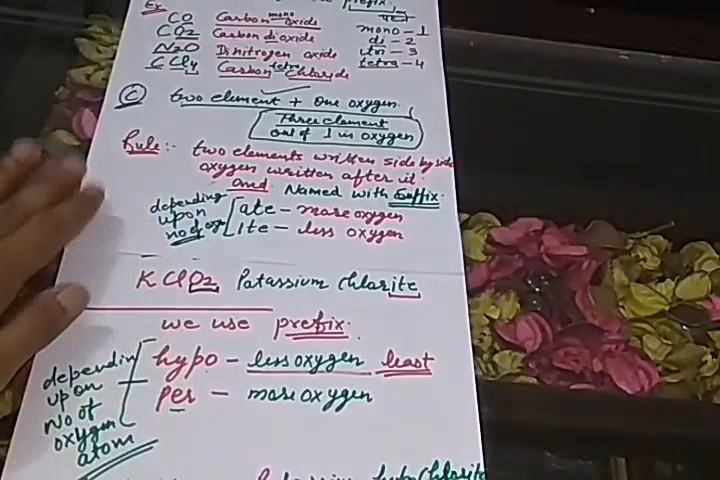 prefix.
Ex
CO Carbon mono oxide mono - 1
CO2 Carbon dioxide di - 2
N2O Dinitrogen oxide tri - 3
CCl4 Carbon tetra chloride tetra - 4
C two element + One oxygen.
Three element
out of 1 in oxygen
Rule:- two elements written side by side
oxygen written after it.
and Named with Suffix.
depending upon no of oxy
ate - more oxygen
ite - less oxygen
KClO2 Potassium Chlorite
we use prefix.
depending upon No of oxygen atom
hypo - less oxygen least
Per - more oxygen
hypochlorite